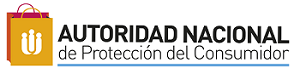 AUTORIDAD NACIONAL
de Protección del Consumidor